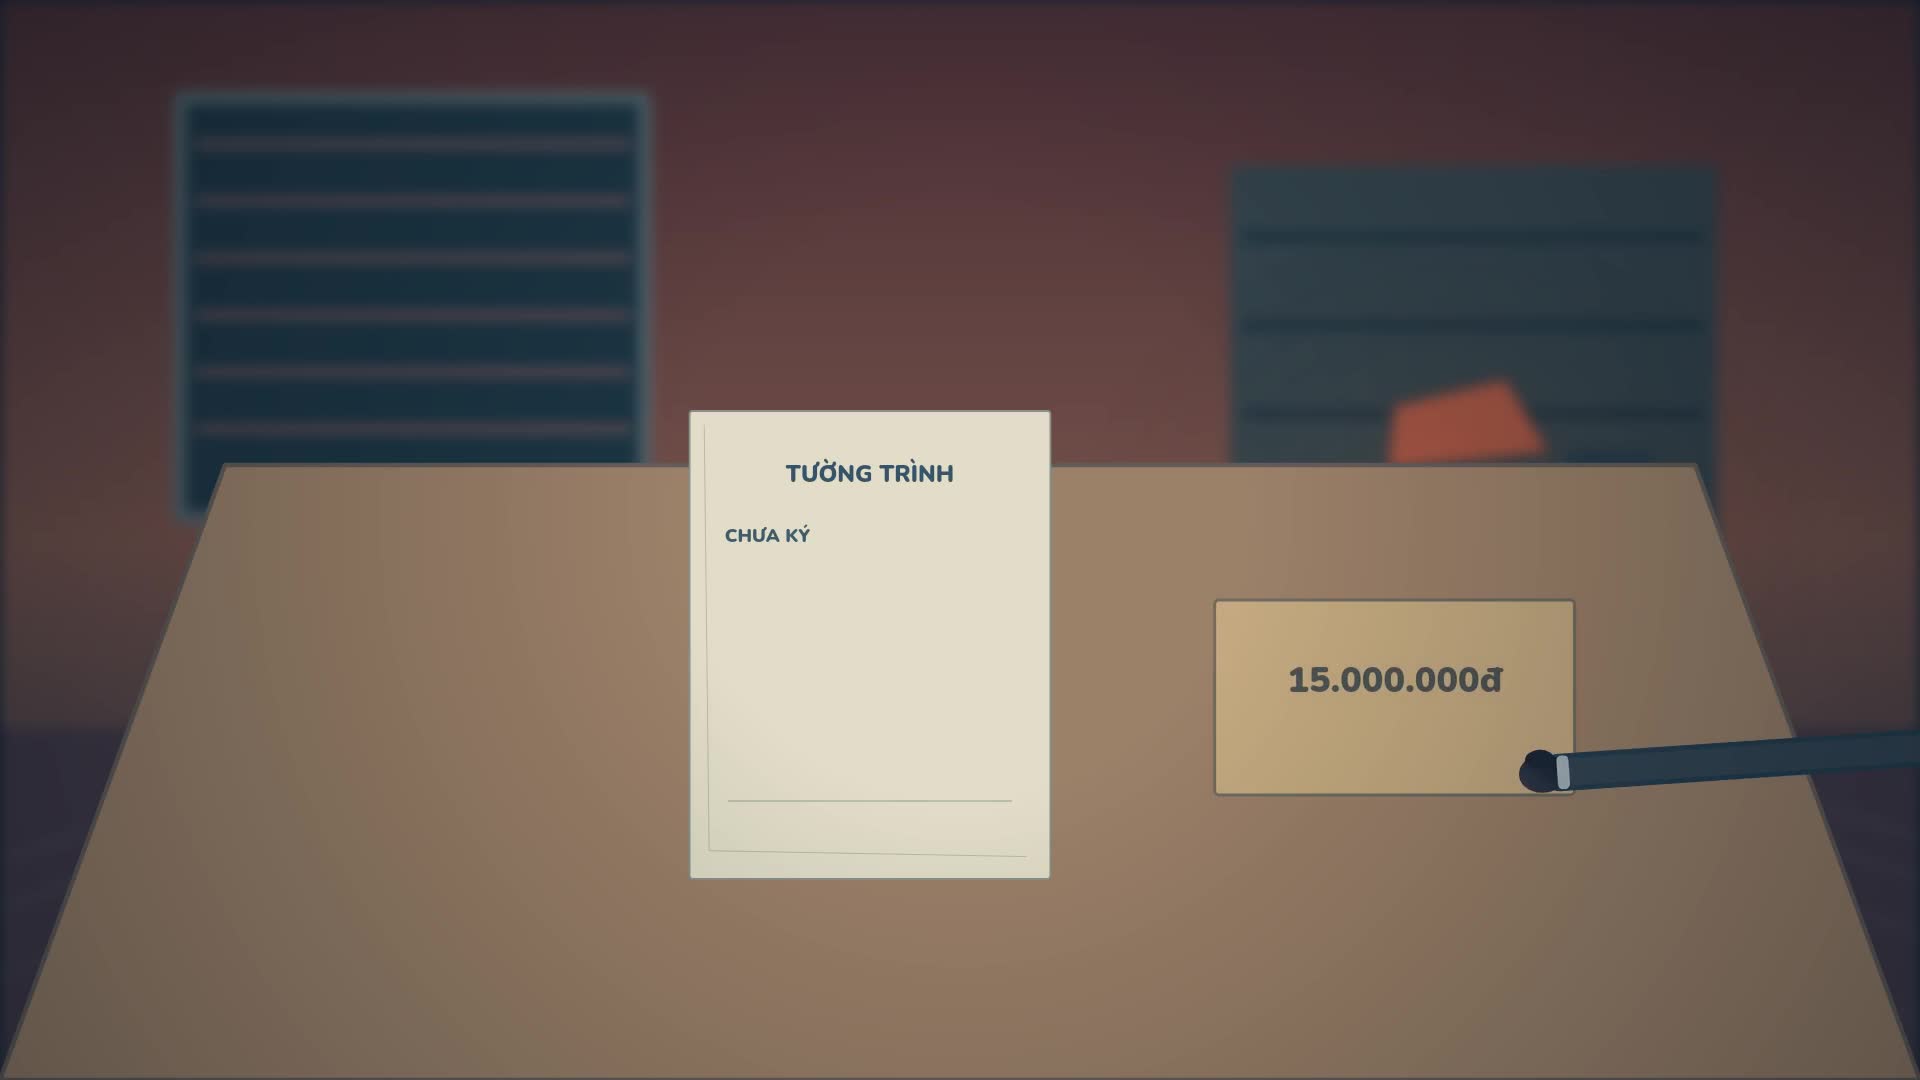 TƯỜNG TRÌNH
CHƯA KÝ
15.000.000đ